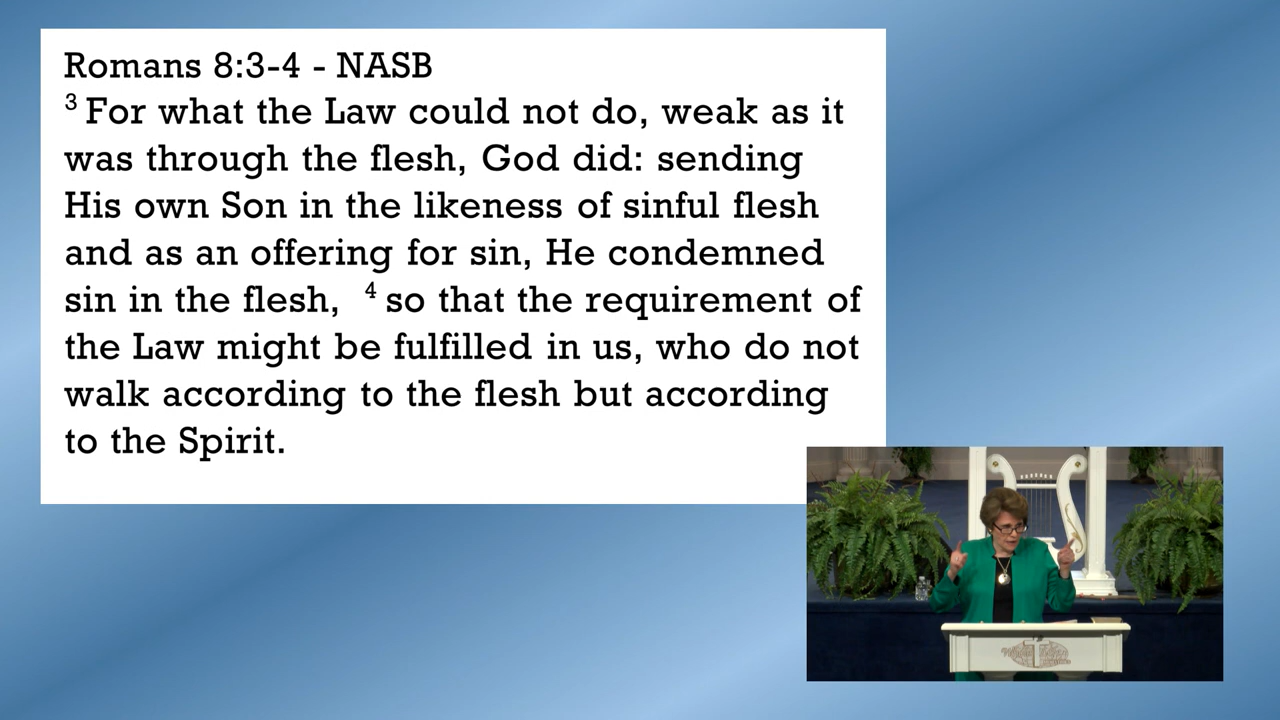 Romans 8:3-4 - NASB
3 For what the Law could not do, weak as it
was through the flesh, God did: sending
His own Son in the likeness of sinful flesh
and as an offering for sin, He condemned
sin in the flesh, 4 so that the requirement of
the Law might be fulfilled in us, who do not
walk according to the flesh but according
to the Spirit.